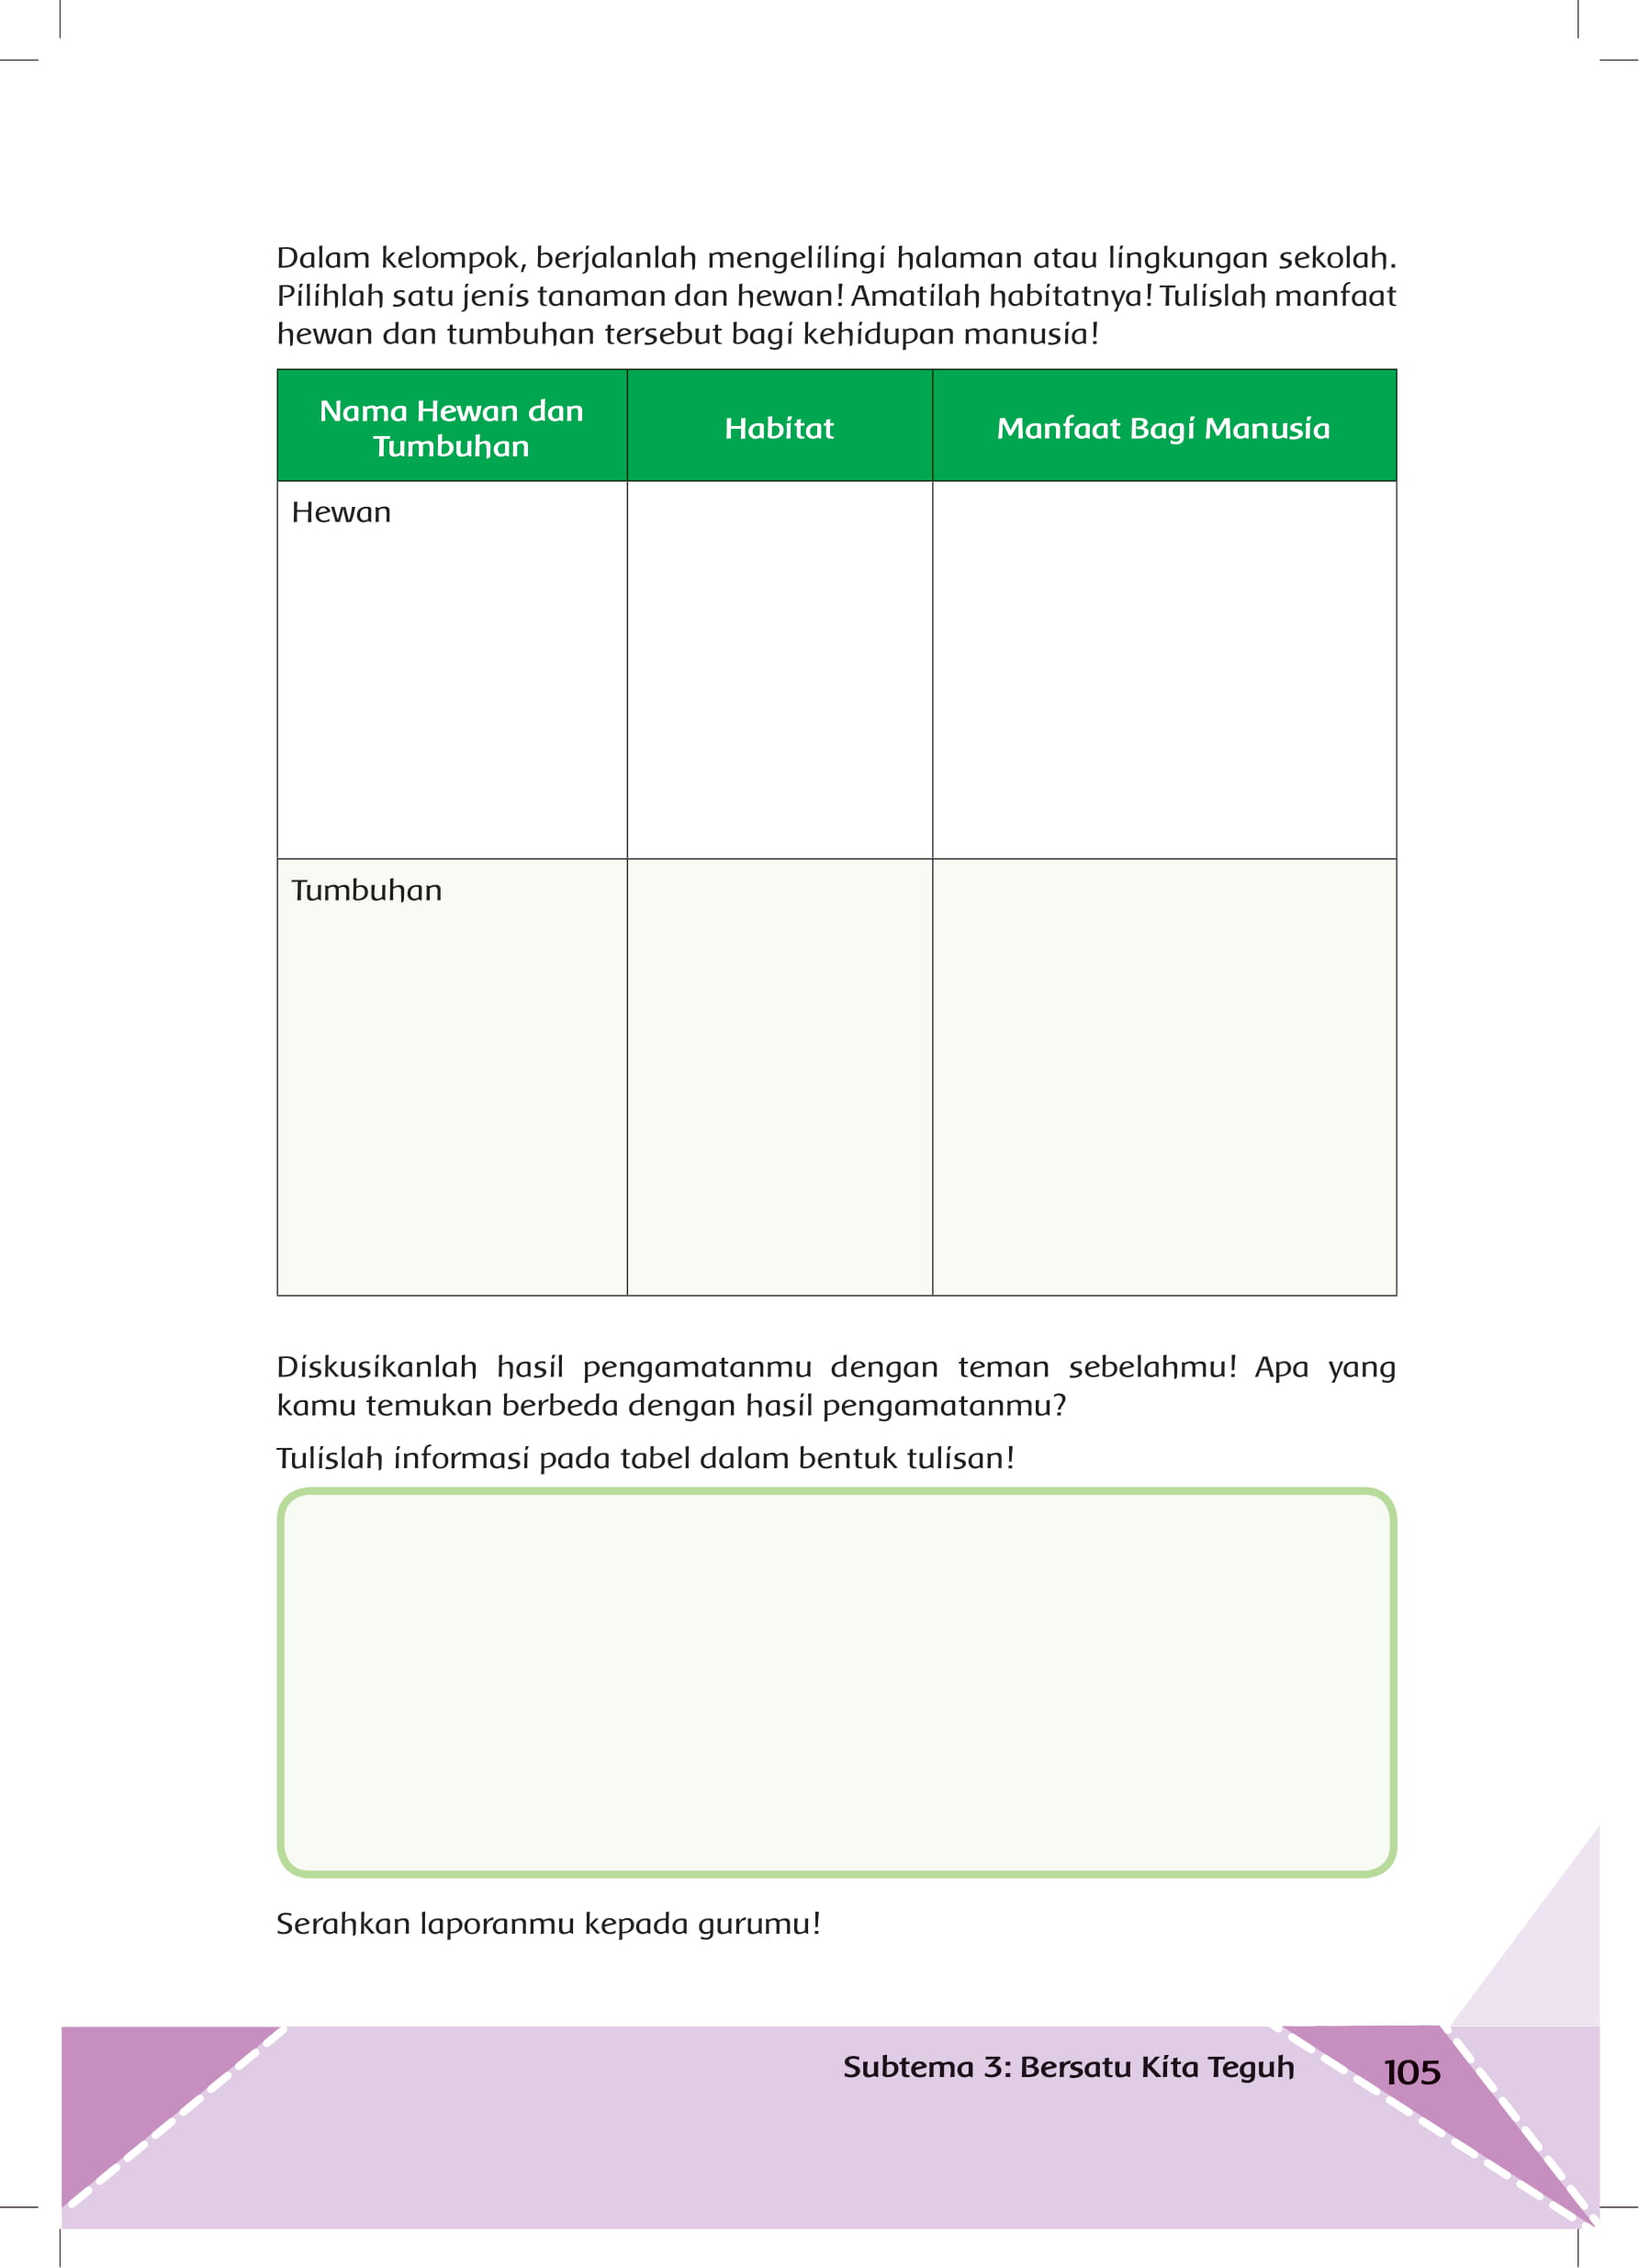 Dalam kelompok, berjalanlah mengelilingi halaman atau lingkungan sekolah.
Pilihlah satu jenis tanaman dan hewan! Amatilah habitatnya! Tulislah manfaat
hewan dan tumbuhan tersebut bagi kehidupan manusia!
Nama Hewan dan
Tumbuhan
Habitat
Manfaat Bagi Manusia
Hewan
Tumbuhan
Diskusikanlah hasil pengamatanmu dengan teman sebelahmu! Apa yang
kamu temukan berbeda dengan hasil pengamatanmu?
Tulislah informasi pada tabel dalam bentuk tulisan!
Serahkan laporanmu kepada gurumu!
Subtema 3: Bersatu Kita Teguh
105